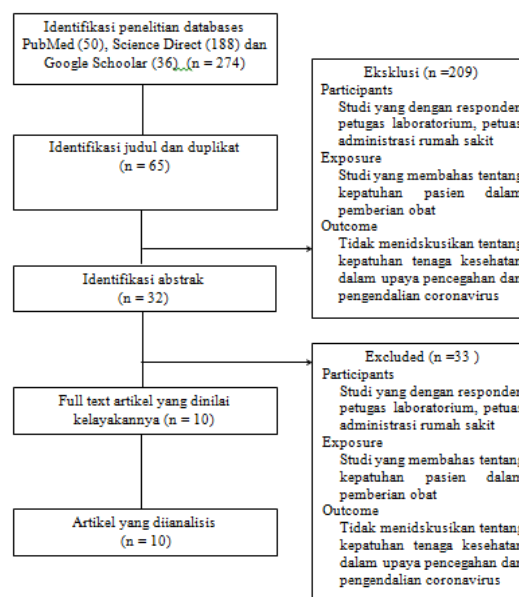 Identifikasi penelitian databases
PubMed (50), Science Direct (188) dan
Google Schoolar (36) (n = 274)
Eksklusi (n =209)
Participants
Studi yang dengan responden
petugas laboratorium, petuas
administrasi rumah sakit
Exposure
Studi yang membahas tentang
kepatuhan pasien dalam
pemberian obat
Outcome
Tidak menidskusikan tentang
kepatuhan tenaga kesehatan
dalam upaya pencegahan dan
pengendalian coronavirus
Identifikasi judul dan duplikat
(n = 65)
Identifikasi abstrak
(n = 32)
Excluded (n =33 )
Participants
Studi yang dengan responden
petugas laboratorium, petuas
administrasi rumah sakit
Exposure
Studi yang membahas tentang
kepatuhan pasien dalam
pemberian obat
Outcome
Tidak menidskusikan tentang
kepatuhan tenaga kesehatan
dalam upaya pencegahan dan
pengendalian coronavirus
Full text artikel yang dinilai
kelayakannya (n = 10)
Artikel yang diianalisis
(n = 10)